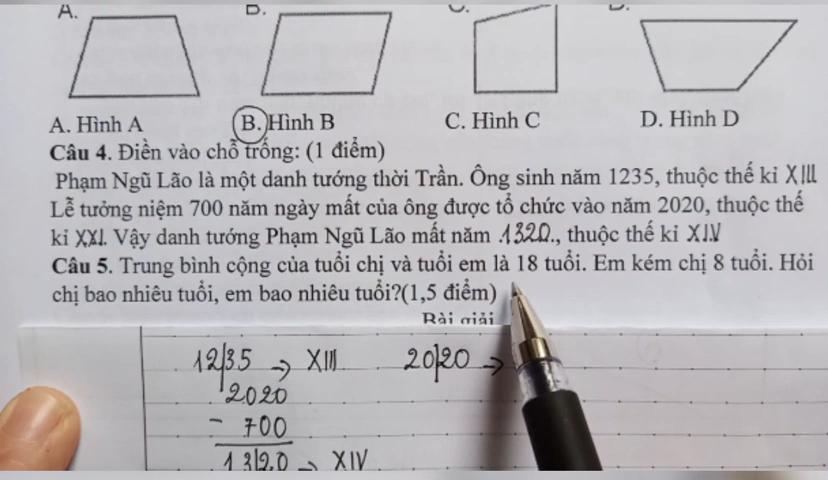 A. B. C. D.
A. Hình A B. Hình B C. Hình C D. Hình D
Câu 4. Điền vào chỗ trống: (1 điểm)
Phạm Ngũ Lão là một danh tướng thời Trần. Ông sinh năm 1235, thuộc thế kỉ XIII
Lễ tưởng niệm 700 năm ngày mất của ông được tổ chức vào năm 2020, thuộc thế
kỉ XXI. Vậy danh tướng Phạm Ngũ Lão mất năm .1320., thuộc thế kỉ XIV
Câu 5. Trung bình cộng của tuổi chị và tuổi em là 18 tuổi. Em kém chị 8 tuổi. Hỏi
chị bao nhiêu tuổi, em bao nhiêu tuổi?(1,5 điểm)
Bài giải
12|35 → XIII 20|20 →
2020
- 700
13|20 → XIV